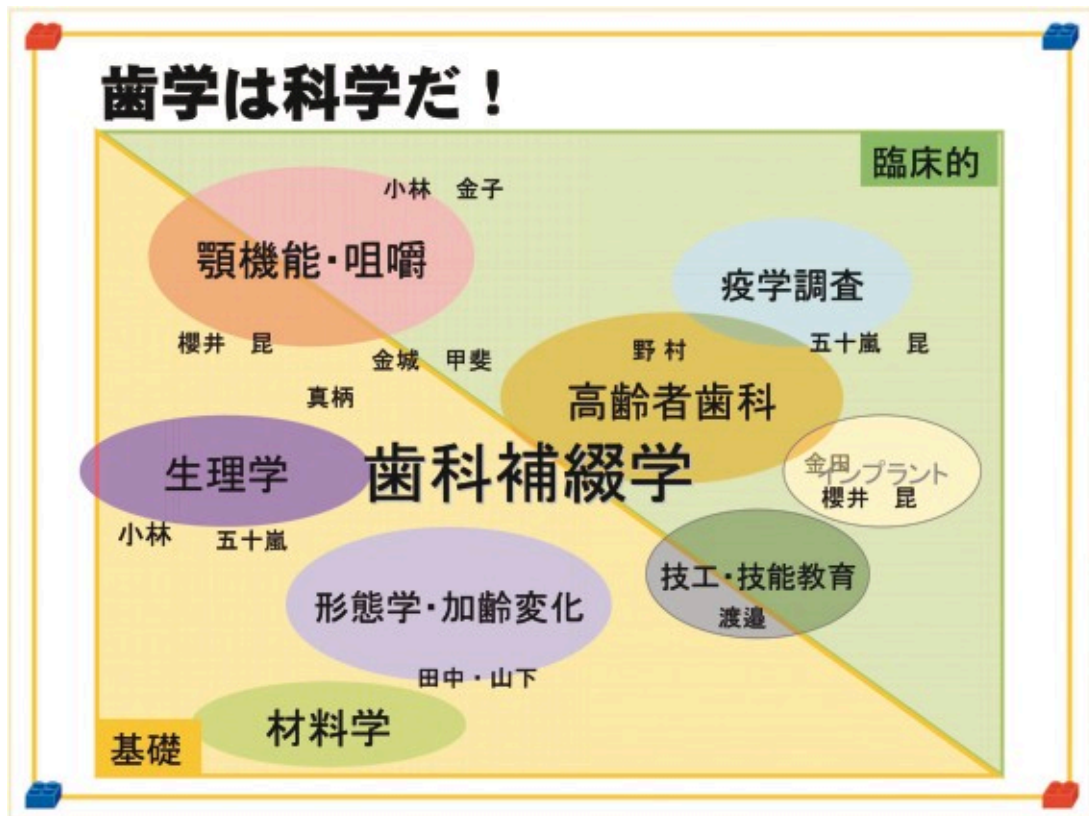 歯学は科学だ！
臨床的
小林　金子
顎機能・咀嚼
疫学調査
櫻井　昆
金城　甲斐
野 村
五十嵐　昆
真柄
高齢者歯科
生理学
歯科補綴学
金田
インプラント
櫻井　昆
小林
五十嵐
形態学・加齢変化
技工・技能教育
渡邉
田中・山下
材料学
基礎